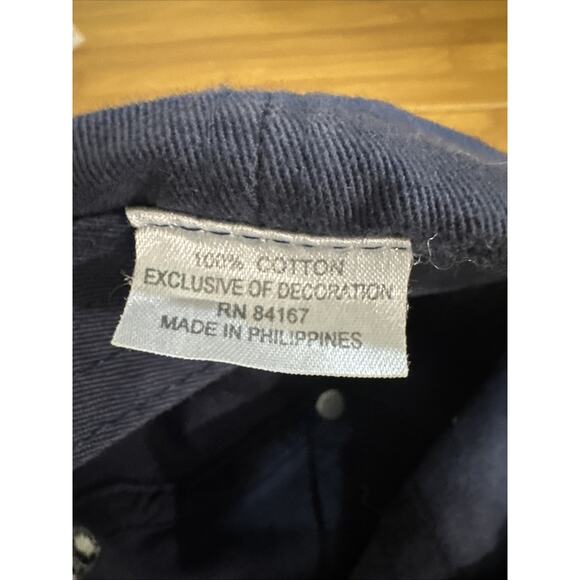 100% COTTON
EXCLUSIVE OF DECORATION
RN 84167
MADE IN PHILIPPINES